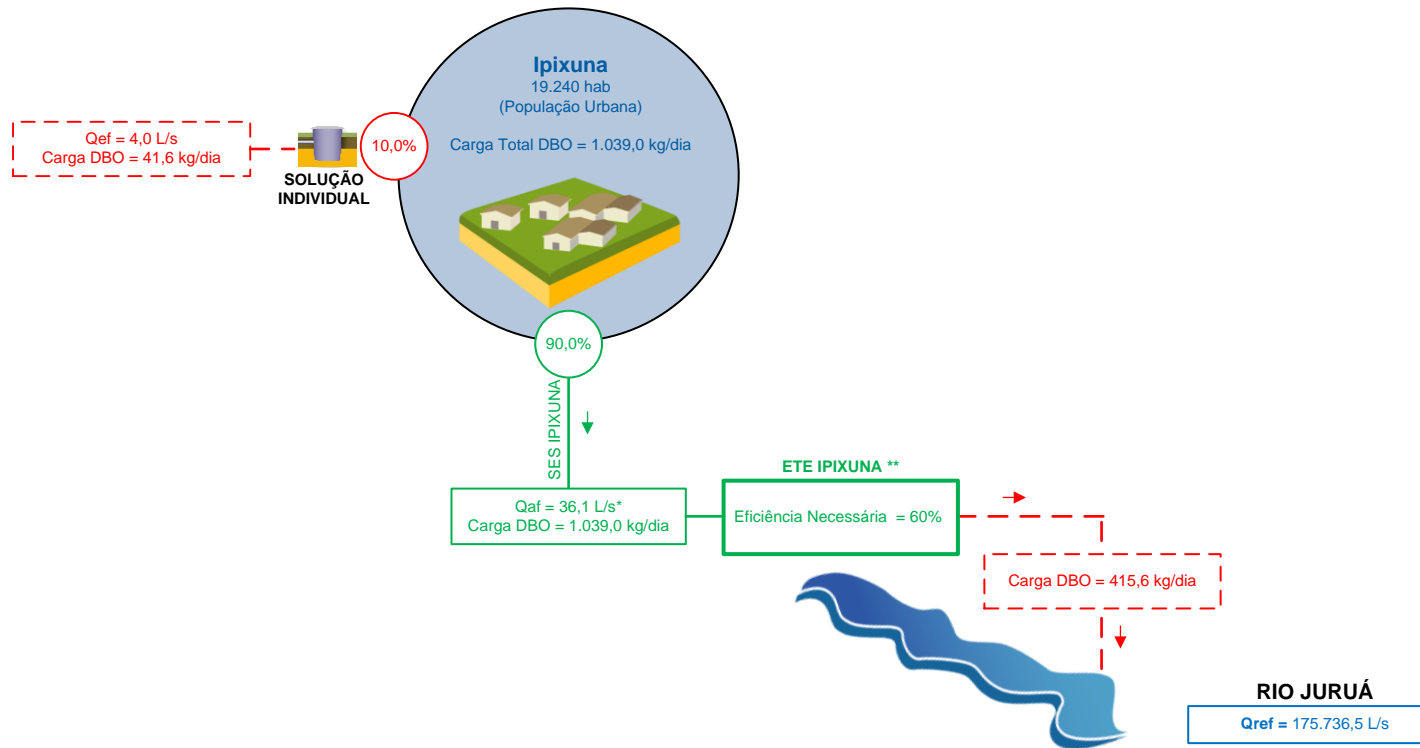 Ipixuna
19.240 hab
(População Urbana)
Carga Total DBO = 1.039,0 kg/dia
Qef = 4,0 L/s
Carga DBO = 41,6 kg/dia
10,0%
SOLUÇÃO
INDIVIDUAL
90,0%
SES IPIXUNA
Qaf = 36,1 L/s*
Carga DBO = 1.039,0 kg/dia
ETE IPIXUNA **
Eficiência Necessária = 60%
Carga DBO = 415,6 kg/dia
RIO JURUÁ
Qref = 175.736,5 L/s